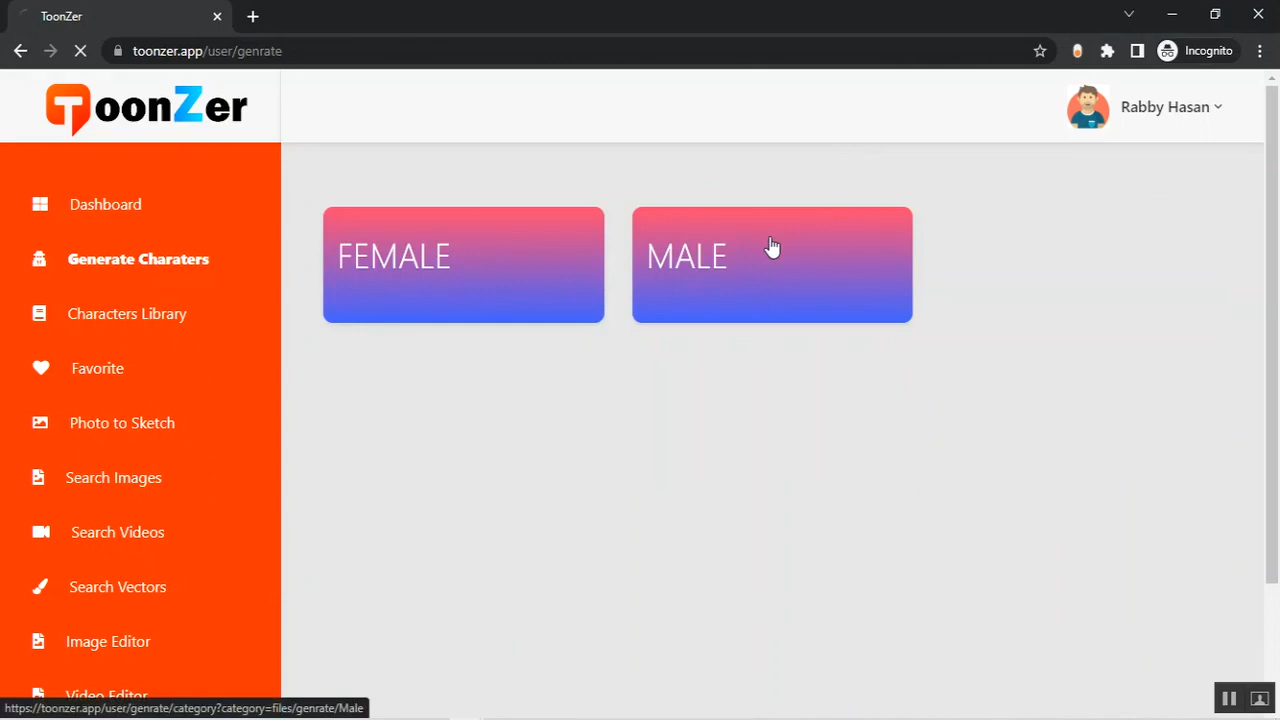 ToonZer
toonzer.app/user/genrate
Incognito
ToonZer
Rabby Hasan
Dashboard
Generate Charaters
Characters Library
Favorite
Photo to Sketch
Search Images
Search Videos
Search Vectors
Image Editor
Video Editor
FEMALE
MALE
https://toonzer.app/user/genrate/category?category=files/genrate/Male